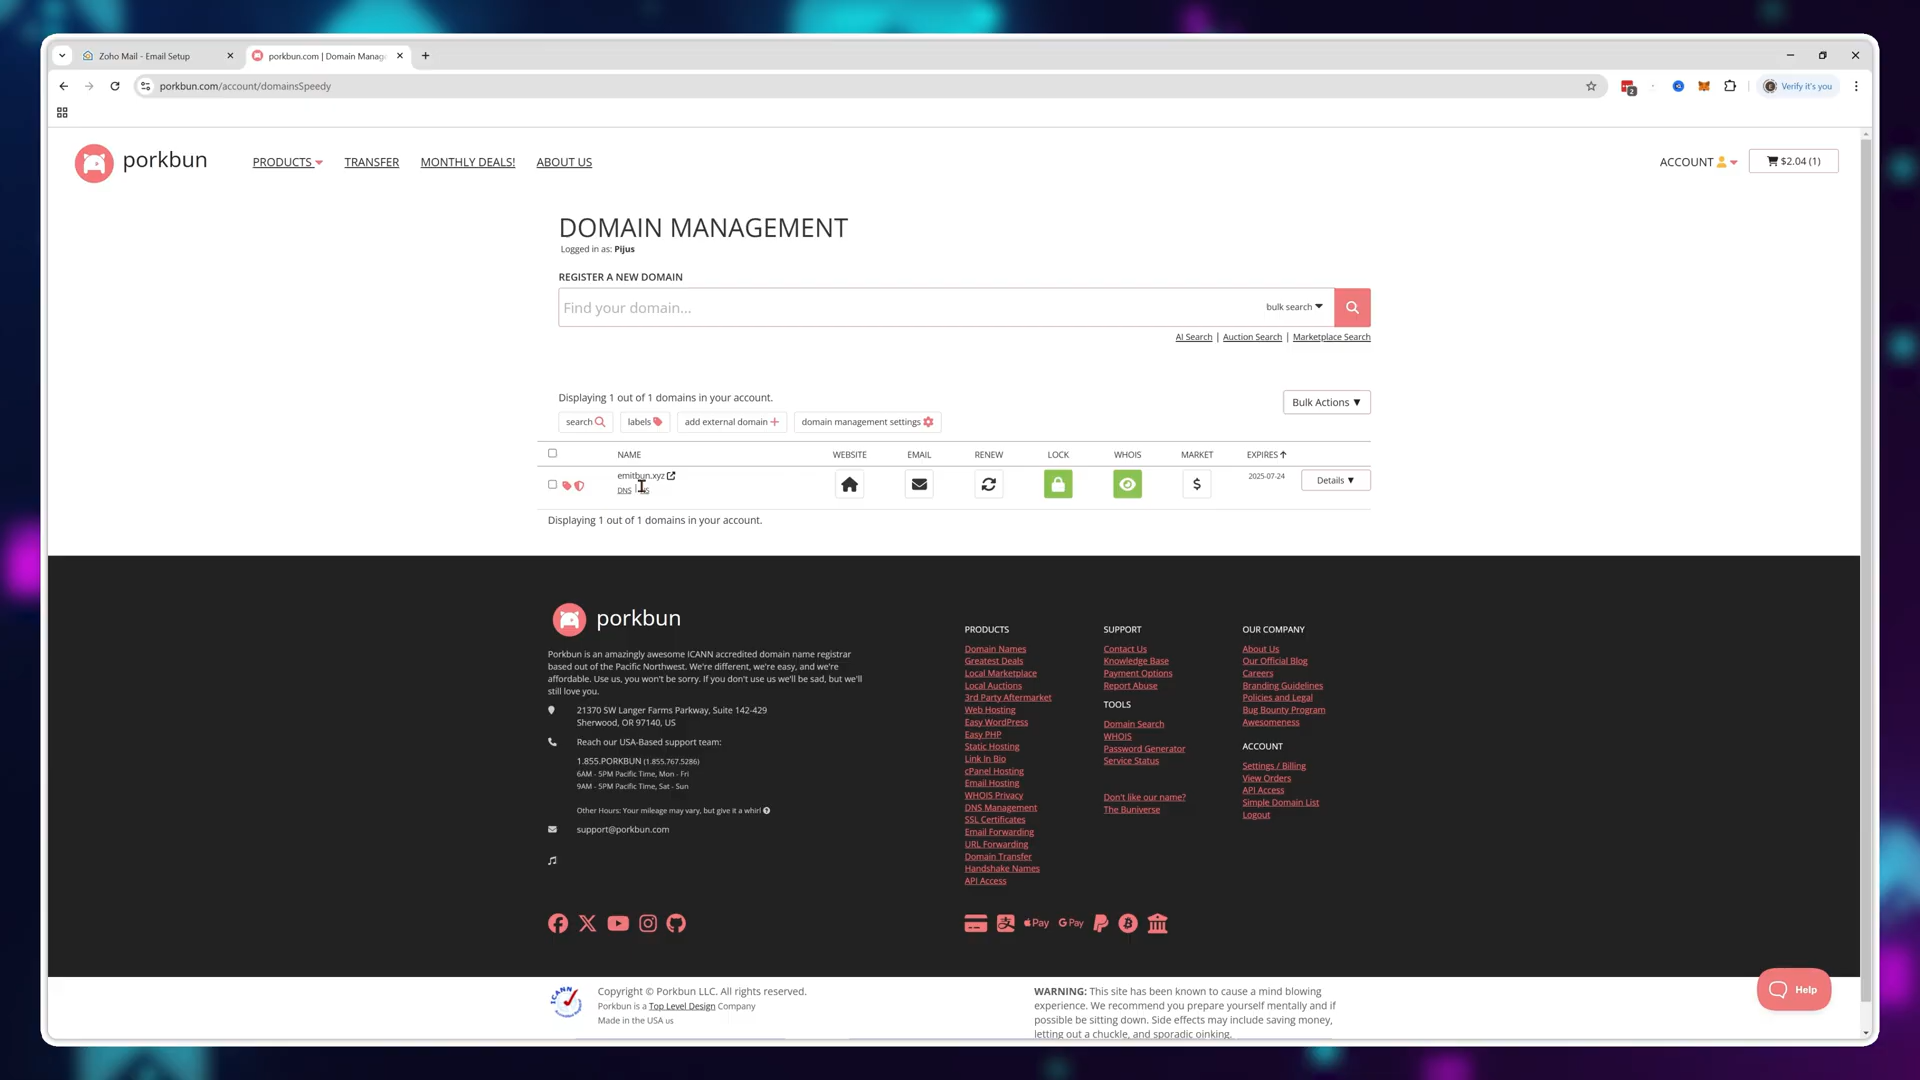 Zoho Mail - Email Setup
porkbun.com | Domain Manag
porkbun.com/account/domainsSpeedy
2
Verify it's you
porkbun
PRODUCTS
TRANSFER
MONTHLY DEALS!
ABOUT US
ACCOUNT
$2.04 (1)
DOMAIN MANAGEMENT
Logged in as: Pijus
REGISTER A NEW DOMAIN
Find your domain...
bulk search
AI Search | Auction Search | Marketplace Search
Displaying 1 out of 1 domains in your account.
Bulk Actions ▼
search
labels
add external domain
domain management settings
NAME WEBSITE EMAIL RENEW LOCK WHOIS MARKET EXPIRES
emitbun.xyz
DNS
$
2025-07-24
Details ▼
Displaying 1 out of 1 domains in your account.
porkbun
Porkbun is an amazingly awesome ICANN accredited domain name registrar
based out of the Pacific Northwest. We're different, we're easy, and we're
affordable. Use us, you won't be sorry. If you don't use us we'll be sad, but we'll
still love you.
21370 SW Langer Farms Parkway, Suite 142-429
Sherwood, OR 97140, US
Reach our USA-Based support team:
1.855.PORKBUN (1.855.767.5286)
6AM - 5PM Pacific Time, Mon - Fri
9AM - 5PM Pacific Time, Sat - Sun
Other Hours: Your mileage may vary, but give it a whirl
support@porkbun.com
PRODUCTS
Domain Names
Greatest Deals
Local Marketplace
Local Auctions
3rd Party Aftermarket
Web Hosting
Easy WordPress
Easy PHP
Static Hosting
Link In Bio
cPanel Hosting
Email Hosting
WHOIS Privacy
DNS Management
SSL Certificates
Email Forwarding
URL Forwarding
Domain Transfer
Handshake Names
API Access
SUPPORT
Contact Us
Knowledge Base
Payment Options
Report Abuse
TOOLS
Domain Search
WHOIS
Password Generator
Service Status
Don't like our name?
The Buniverse
OUR COMPANY
About Us
Our Official Blog
Careers
Branding Guidelines
Policies and Legal
Bug Bounty Program
Awesomeness
ACCOUNT
Settings / Billing
View Orders
API Access
Simple Domain List
Logout
Pay
G Pay
Help
ICANN
Copyright © Porkbun LLC. All rights reserved.
Porkbun is a Top Level Design Company
Made in the USA us
WARNING: This site has been known to cause a mind blowing
experience. We recommend you prepare yourself mentally and if
possible be sitting down. Side effects may include saving money,
letting out a chuckle, and sporadic oinking.